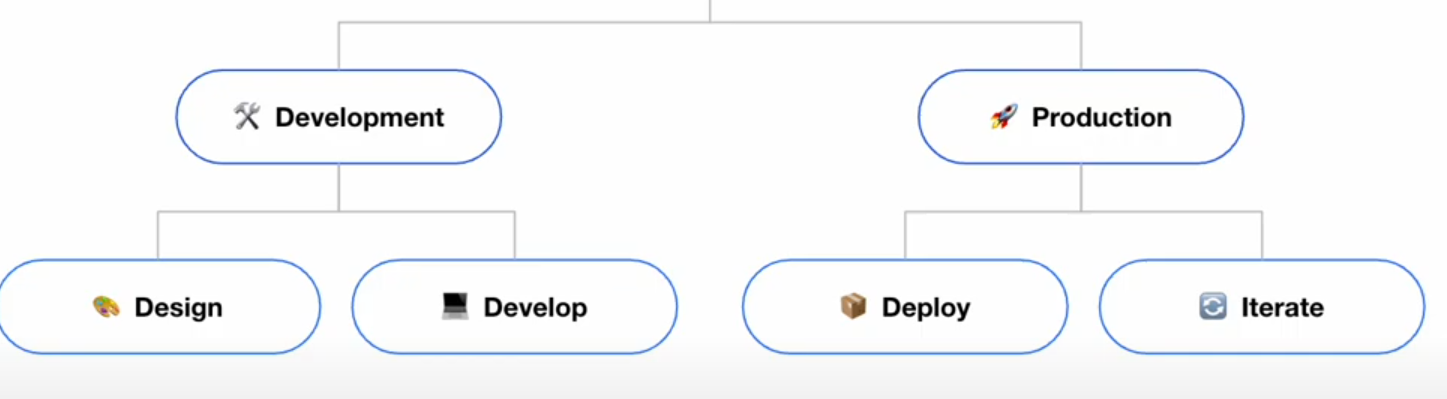 Development
Production
Design
Develop
Deploy
Iterate